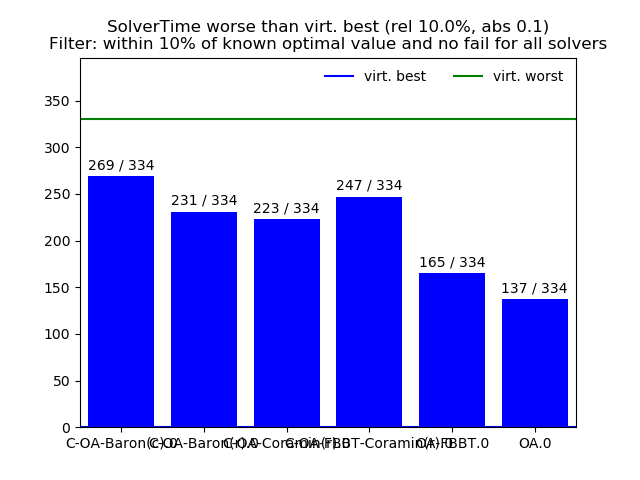 SolverTime worse than virt. best (rel 10.0%, abs 0.1)
Filter: within 10% of known optimal value and no fail for all solvers
virt. best
virt. worst
350
300
250
200
150
100
50
0
269 / 334
231 / 334
223 / 334
247 / 334
165 / 334
137 / 334
OA.0